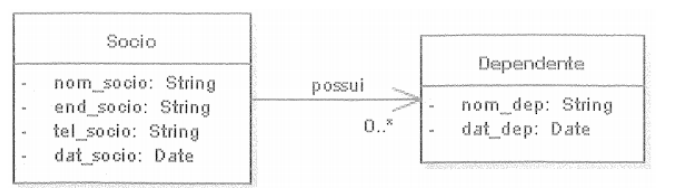 Socio
- nom_socio: String
- end_socio: String
- tel_socio: String
- dat_socio: Date
possui
0..*
Dependente
- nom_dep: String
- dat_dep: Date